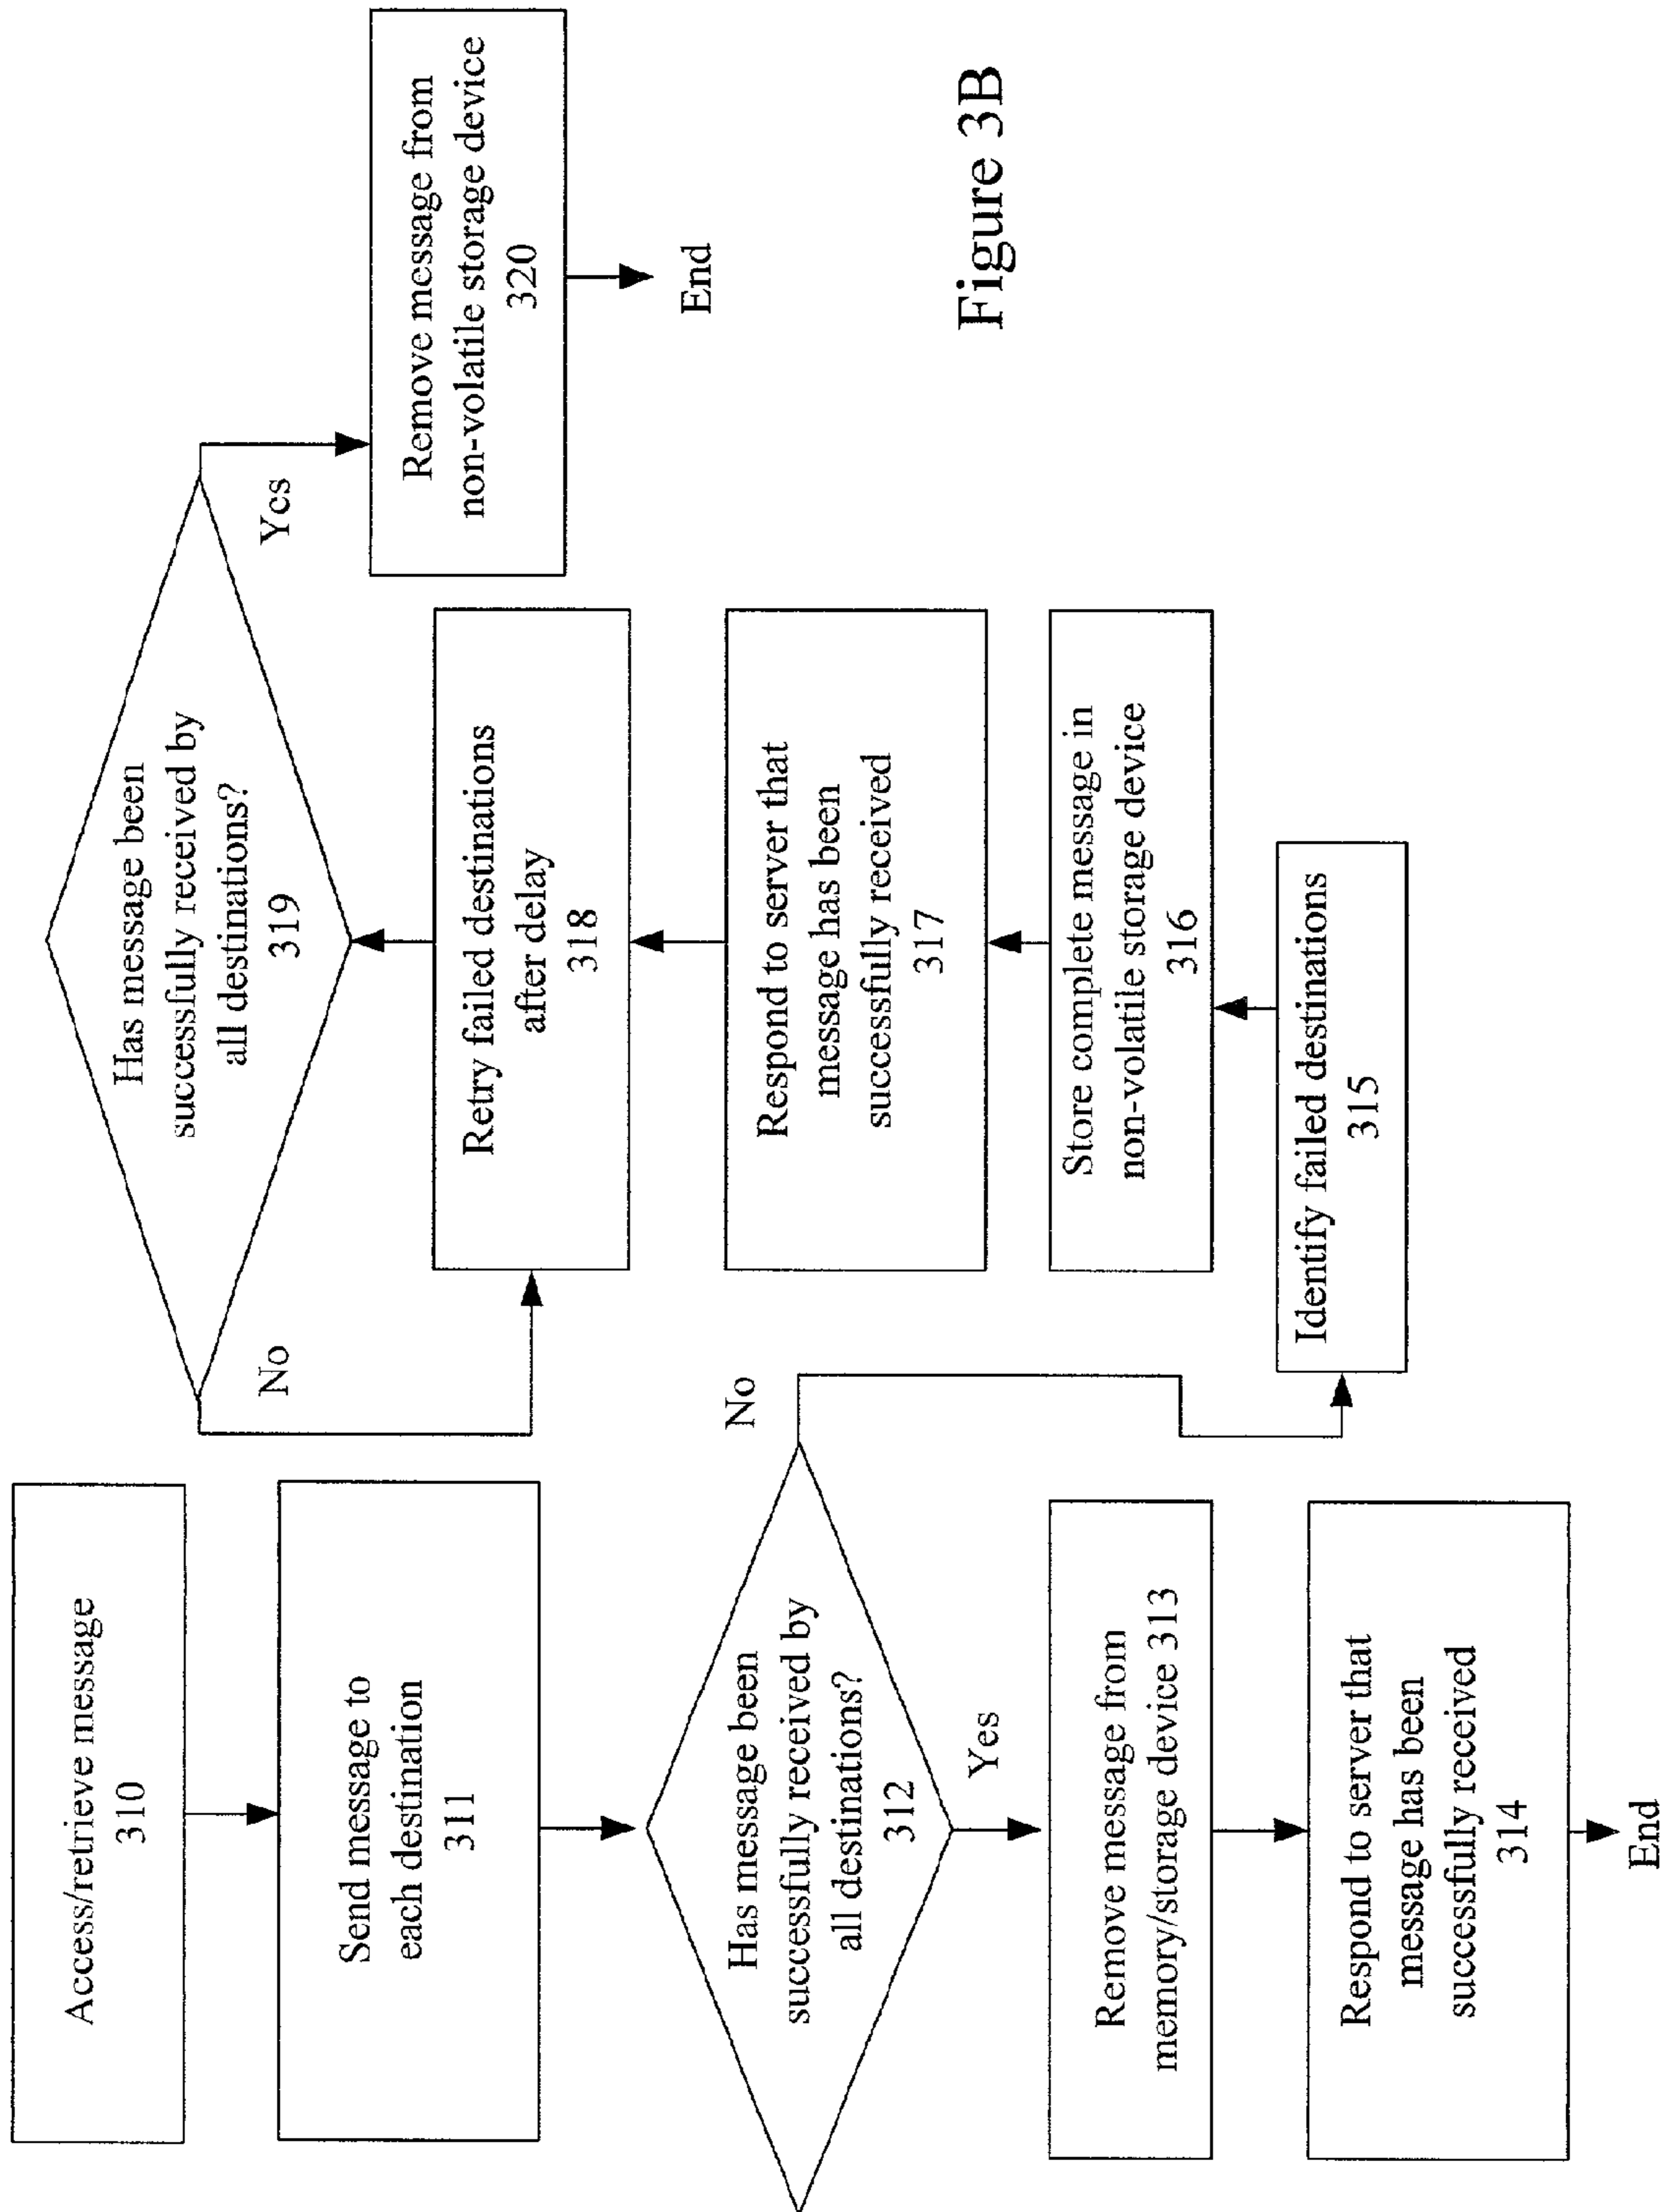 Access/retrieve message
310
Send message to
each destination
311
Has message been
successfully received by
all destinations?
312
No
Yes
Remove message from
memory/storage device 313
Respond to server that
message has been
successfully received
314
End
Identify failed destinations
315
Store complete message in
non-volatile storage device
316
Respond to server that
message has been
successfully received
317
Retry failed destinations
after delay
318
Has message been
successfully received by
all destinations?
319
No
Yes
Remove message from
non-volatile storage device
320
End
Figure 3B